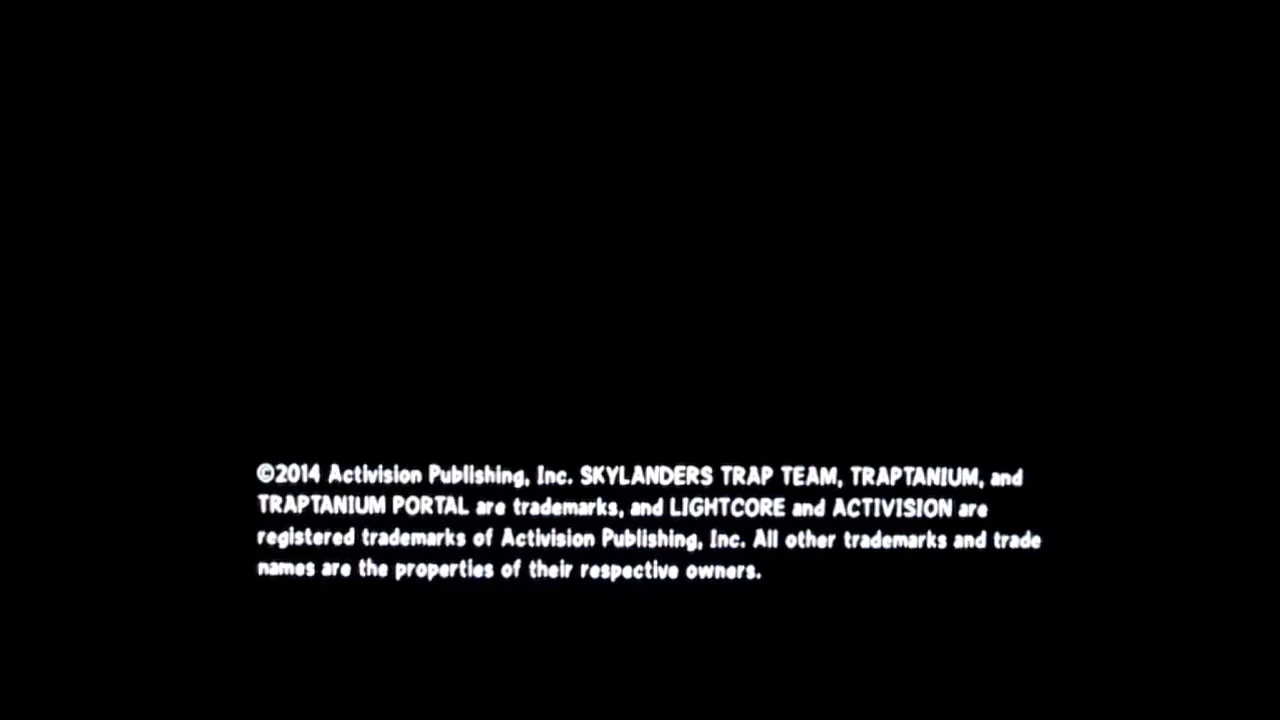 ©2014 Activision Publishing, Inc. SKYLANDERS TRAP TEAM, TRAPTANIUM, and
TRAPTANIUM PORTAL are trademarks, and LIGHTCORE and ACTIVISION are
registered trademarks of Activision Publishing, Inc. All other trademarks and trade
names are the properties of their respective owners.